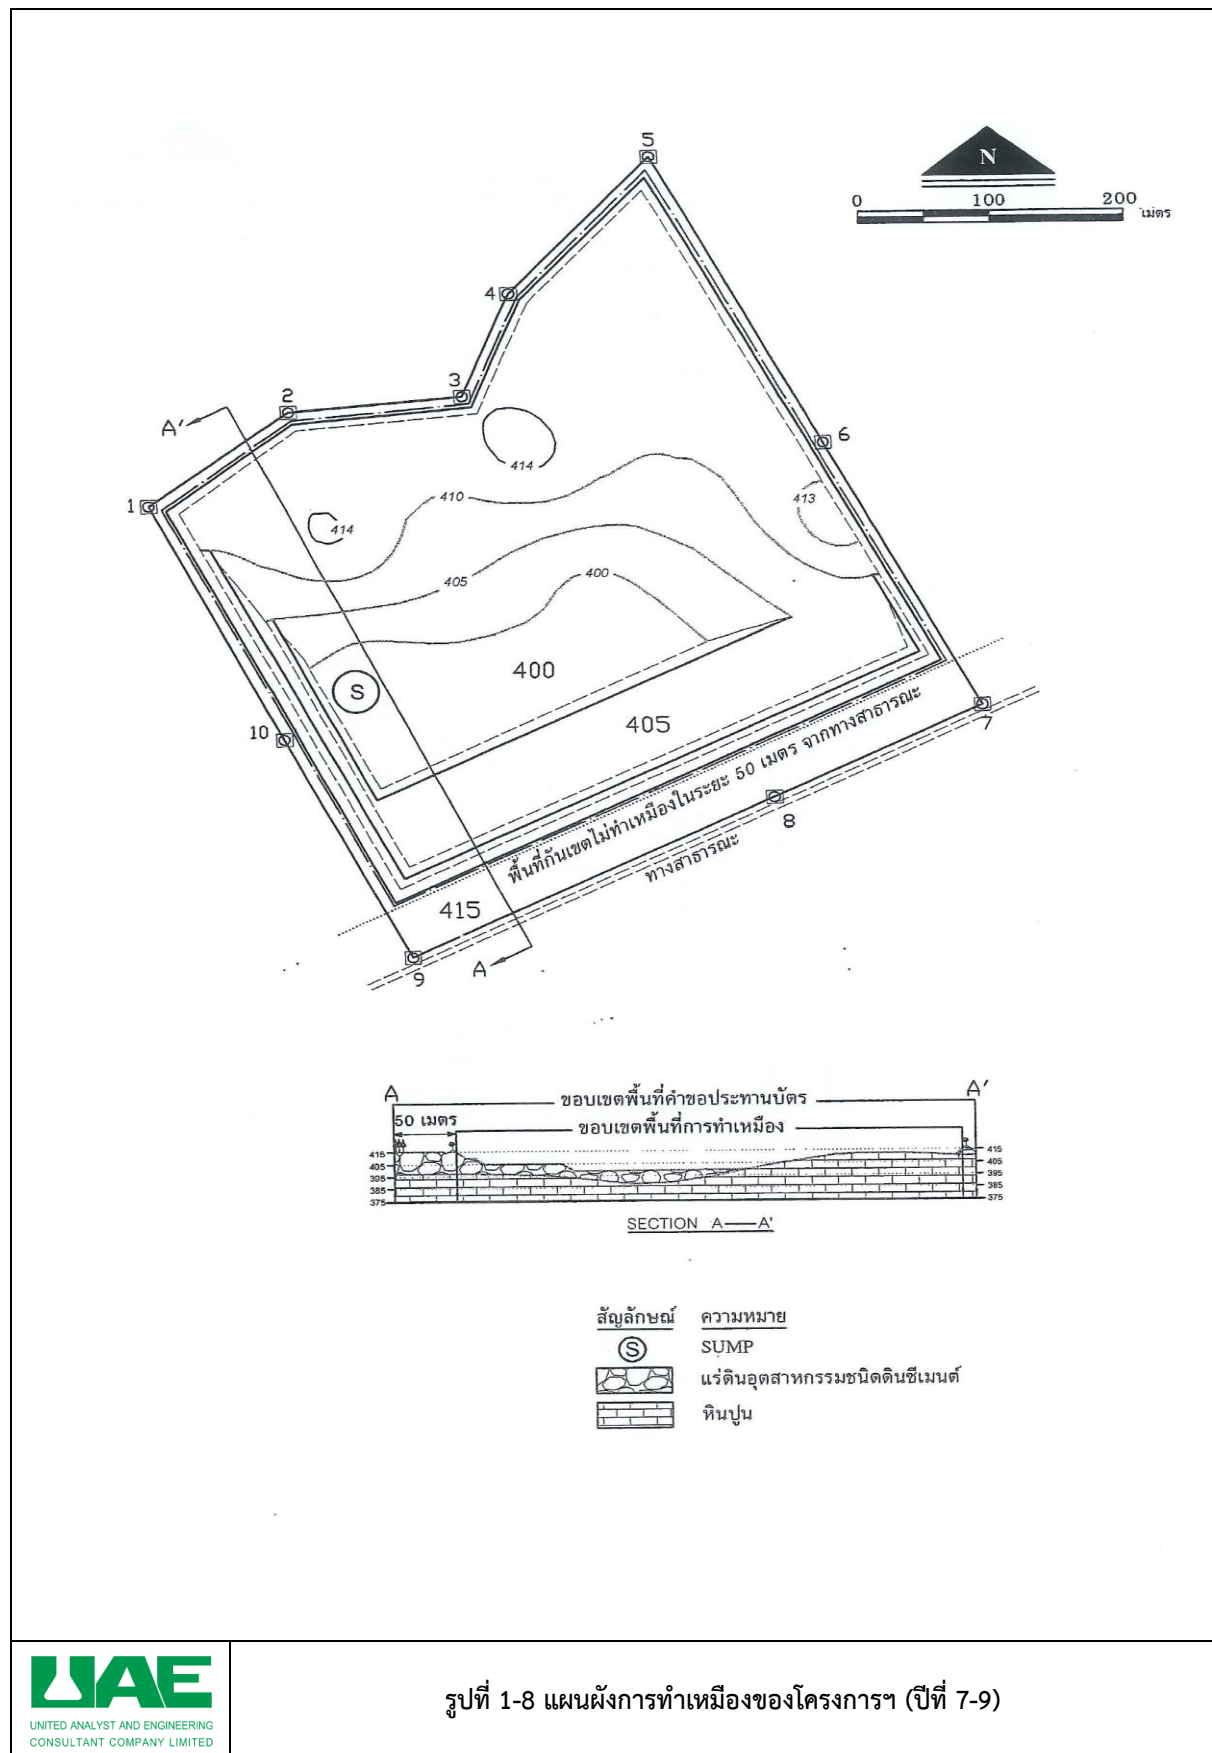 5
N
0 100 200
เมตร
4
3
2
A'
6
1
414
410
413
414
405
400
400
S
405
10
7
พื้นที่กันเขตไม่ทำเหมืองในระยะ 50 เมตร จากทางสาธารณะ
8
ทางสาธารณะ
415
A
9
A A'
ขอบเขตพื้นที่คำขอประทานบัตร
50 เมตร
ขอบเขตพื้นที่การทำเหมือง
415 415
405 405
395 395
385 385
375 375
SECTION A——A'
สัญลักษณ์ ความหมาย
S SUMP
แร่ดินอุตสาหกรรมชนิดดินซีเมนต์
หินปูน
UAE
UNITED ANALYST AND ENGINEERING
CONSULTANT COMPANY LIMITED
รูปที่ 1-8 แผนผังการทำเหมืองของโครงการฯ (ปีที่ 7-9)